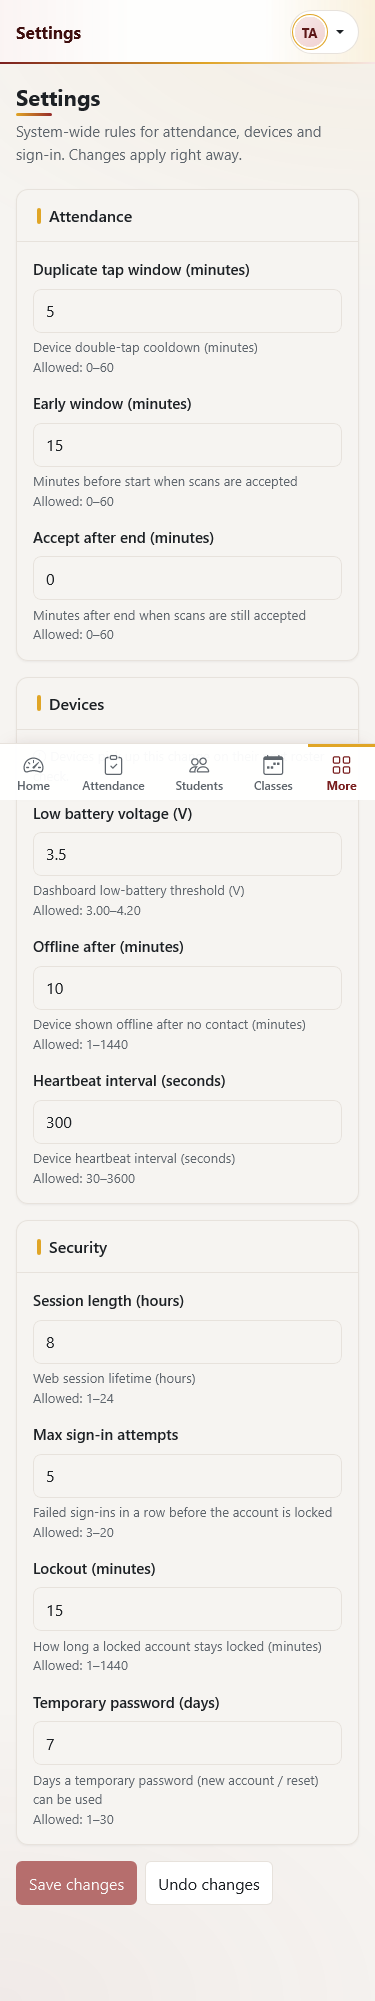 Settings
TA
Settings
System-wide rules for attendance, devices and
sign-in. Changes apply right away.
Attendance
Duplicate tap window (minutes)
5
Device double-tap cooldown (minutes)
Allowed: 0–60
Early window (minutes)
15
Minutes before start when scans are accepted
Allowed: 0–60
Accept after end (minutes)
0
Minutes after end when scans are still accepted
Allowed: 0–60
Devices
Home
Attendance
Students
Classes
More
Low battery voltage (V)
3.5
Dashboard low-battery threshold (V)
Allowed: 3.00–4.20
Offline after (minutes)
10
Device shown offline after no contact (minutes)
Allowed: 1–1440
Heartbeat interval (seconds)
300
Device heartbeat interval (seconds)
Allowed: 30–3600
Security
Session length (hours)
8
Web session lifetime (hours)
Allowed: 1–24
Max sign-in attempts
5
Failed sign-ins in a row before the account is locked
Allowed: 3–20
Lockout (minutes)
15
How long a locked account stays locked (minutes)
Allowed: 1–1440
Temporary password (days)
7
Days a temporary password (new account / reset)
can be used
Allowed: 1–30
Save changes
Undo changes